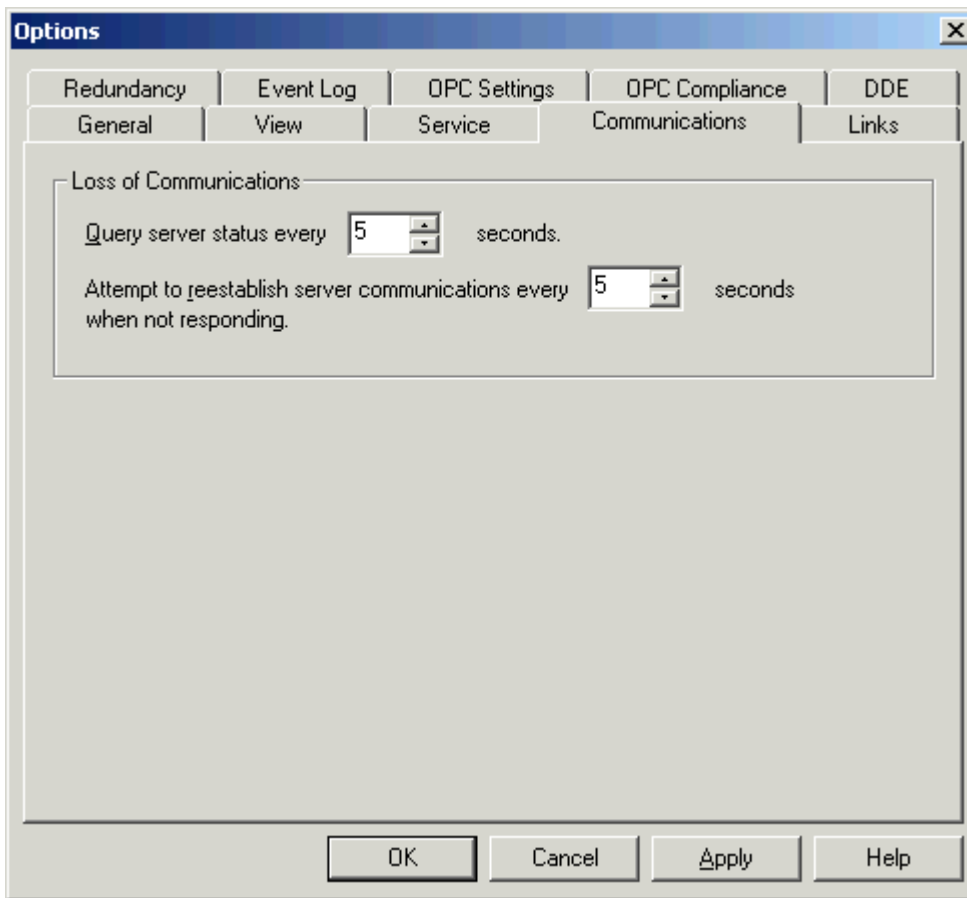 Options
Redundancy Event Log OPC Settings OPC Compliance DDE
General View Service Communications Links
Loss of Communications
Query server status every 5 seconds.
Attempt to reestablish server communications every 5 seconds
when not responding.
OK Cancel Apply Help